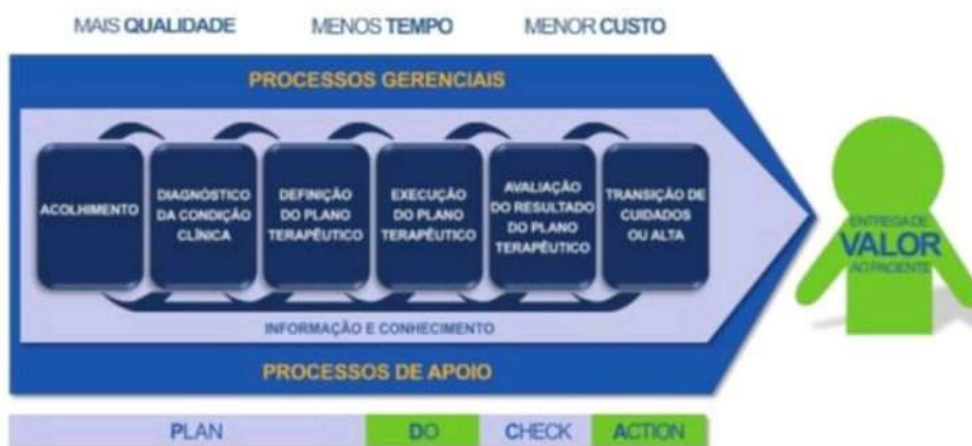 MAIS QUALIDADE MENOS TEMPO MENOR CUSTO
PROCESSOS GERENCIAIS
ACOLHIMENTO
DIAGNÓSTICO
DA CONDIÇÃO
CLÍNICA
DEFINIÇÃO
DO PLANO
TERAPÊUTICO
EXECUÇÃO
DO PLANO
TERAPÊUTICO
AVALIAÇÃO
DO RESULTADO
DO PLANO
TERAPÊUTICO
TRANSIÇÃO DE
CUIDADOS
OU ALTA
ENTREGA DE
VALOR
AO PACIENTE
INFORMAÇÃO E CONHECIMENTO
PROCESSOS DE APOIO
PLAN DO CHECK ACTION